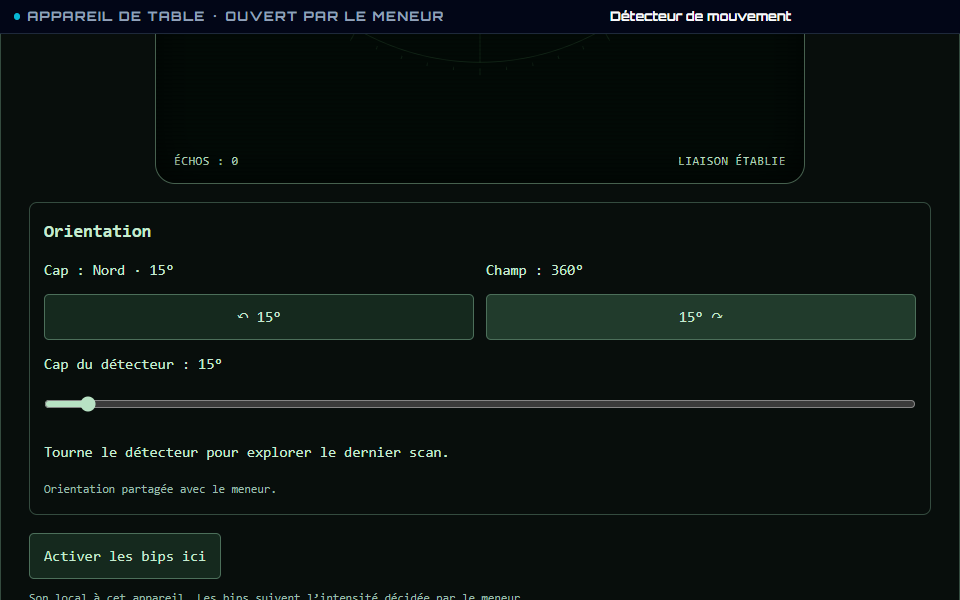 APPAREIL DE TABLE · OUVERT PAR LE MENEUR
Détecteur de mouvement
ÉCHOS : 0
LIAISON ÉTABLIE
Orientation
Cap : Nord · 15°
Champ : 360°
↶ 15°
15° ↷
Cap du détecteur : 15°
Tourne le détecteur pour explorer le dernier scan.
Orientation partagée avec le meneur.
Activer les bips ici
Son local à cet appareil. Les bips suivent l’intensité décidée par le meneur.